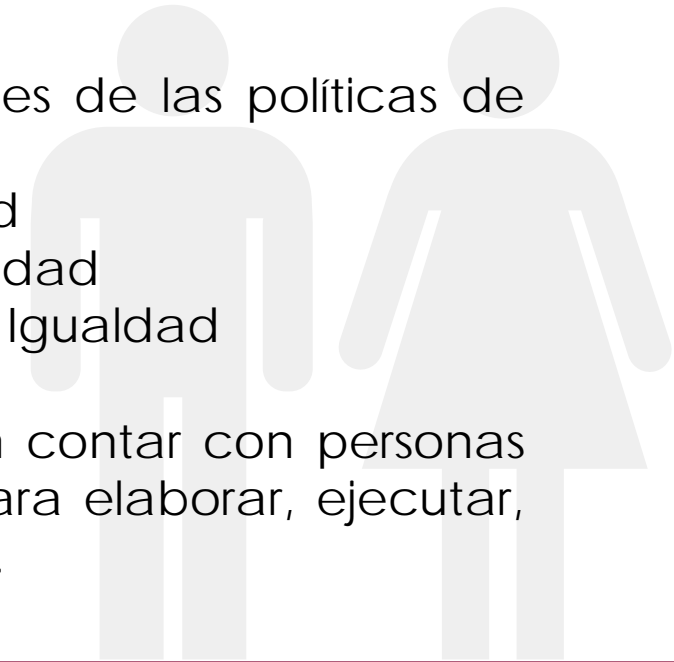 es de las políticas de
d
dad
Igualdad
contar con personas
ara elaborar, ejecutar,